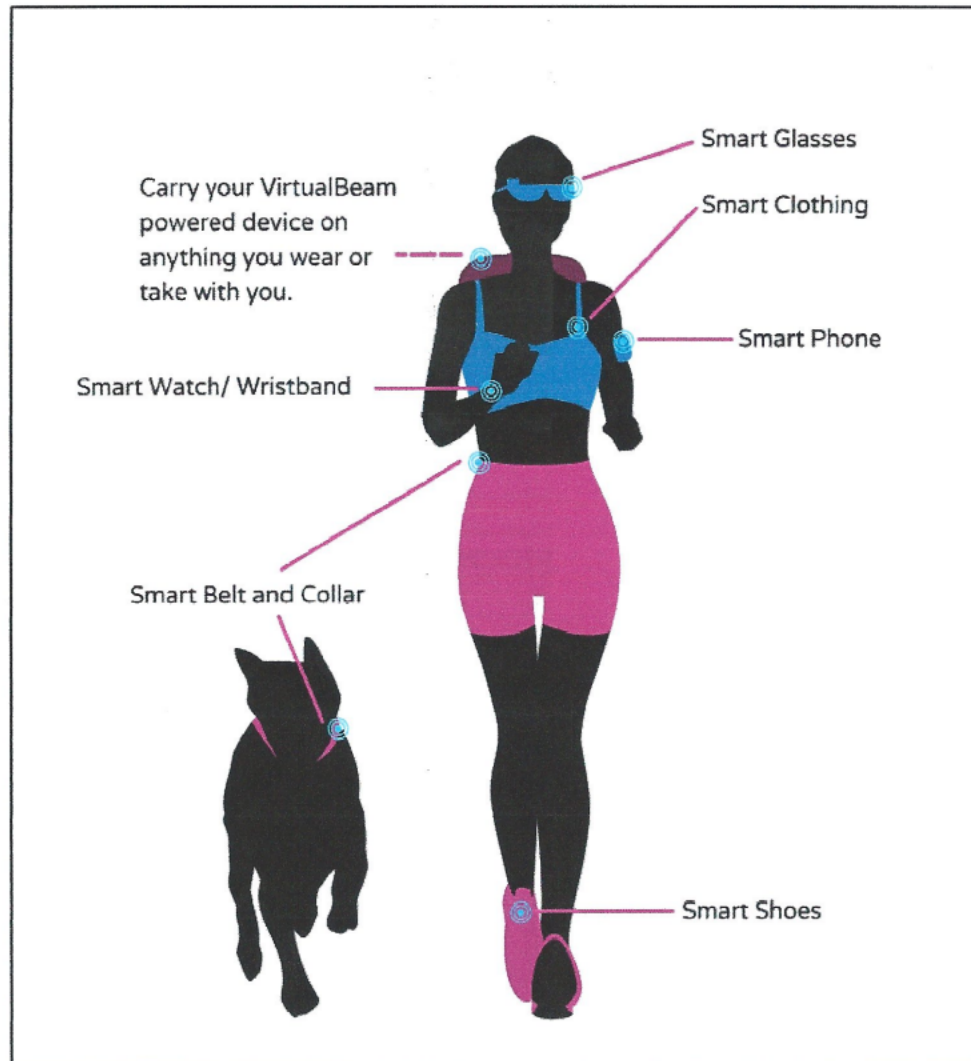 Smart Glasses
Carry your VirtualBeam
powered device on
anything you wear or
take with you.
Smart Clothing
Smart Phone
Smart Watch/ Wristband
Smart Belt and Collar
Smart Shoes